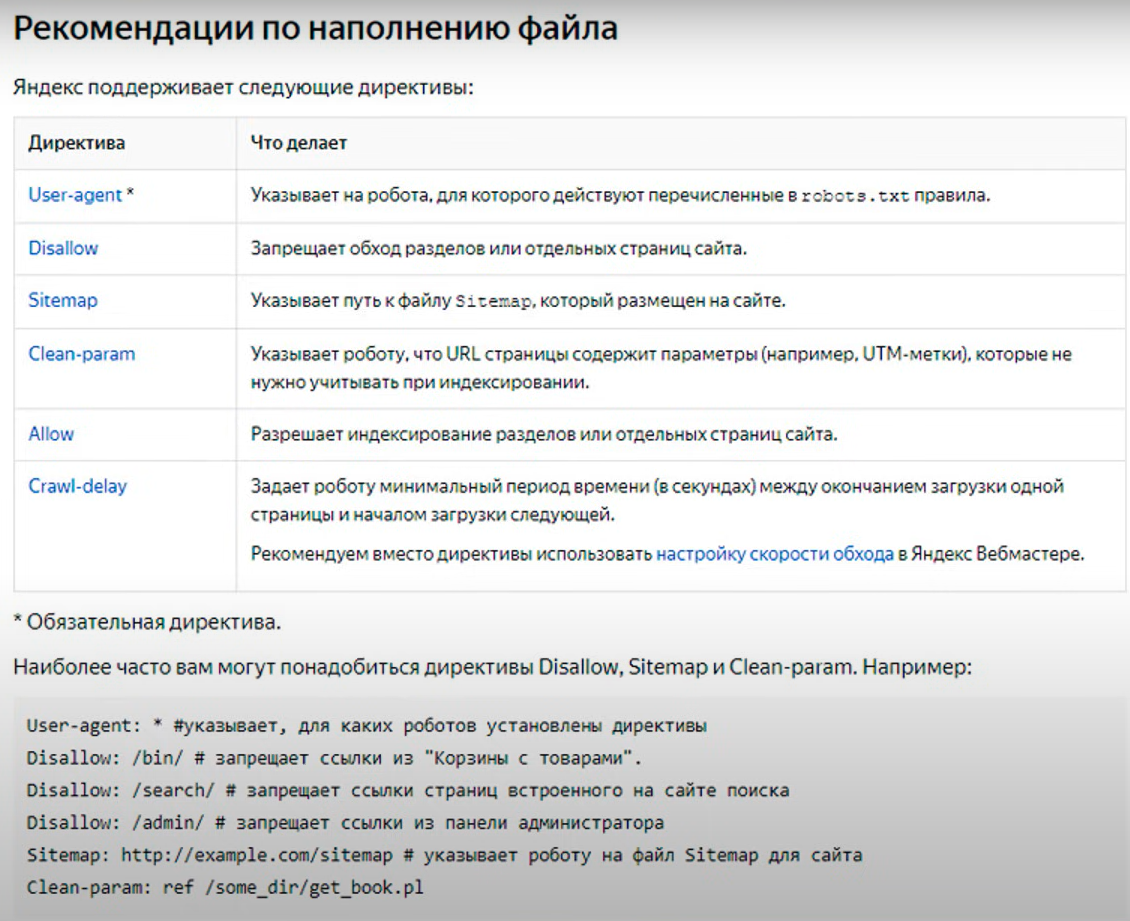 Рекомендации по наполнению файла
Яндекс поддерживает следующие директивы:
Директива Что делает
User-agent * Указывает на робота, для которого действуют перечисленные в robots.txt правила.
Disallow Запрещает обход разделов или отдельных страниц сайта.
Sitemap Указывает путь к файлу Sitemap, который размещен на сайте.
Clean-param Указывает роботу, что URL страницы содержит параметры (например, UTM-метки), которые не
нужно учитывать при индексировании.
Allow Разрешает индексирование разделов или отдельных страниц сайта.
Crawl-delay Задает роботу минимальный период времени (в секундах) между окончанием загрузки одной
страницы и началом загрузки следующей.
Рекомендуем вместо директивы использовать настройку скорости обхода в Яндекс Вебмастере.
* Обязательная директива.
Наиболее часто вам могут понадобиться директивы Disallow, Sitemap и Clean-param. Например:
User-agent: * #указывает, для каких роботов установлены директивы
Disallow: /bin/ # запрещает ссылки из "Корзины с товарами".
Disallow: /search/ # запрещает ссылки страниц встроенного на сайте поиска
Disallow: /admin/ # запрещает ссылки из панели администратора
Sitemap: http://example.com/sitemap # указывает роботу на файл Sitemap для сайта
Clean-param: ref /some_dir/get_book.pl